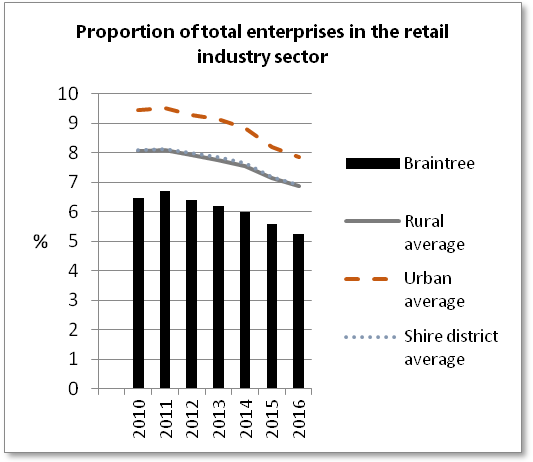 Proportion of total enterprises in the retail
industry sector
10
9
8
7
6
5
4
3
2
1
0
%
2010
2011
2012
2013
2014
2015
2016
Braintree
Rural
average
Urban
average
Shire district
average